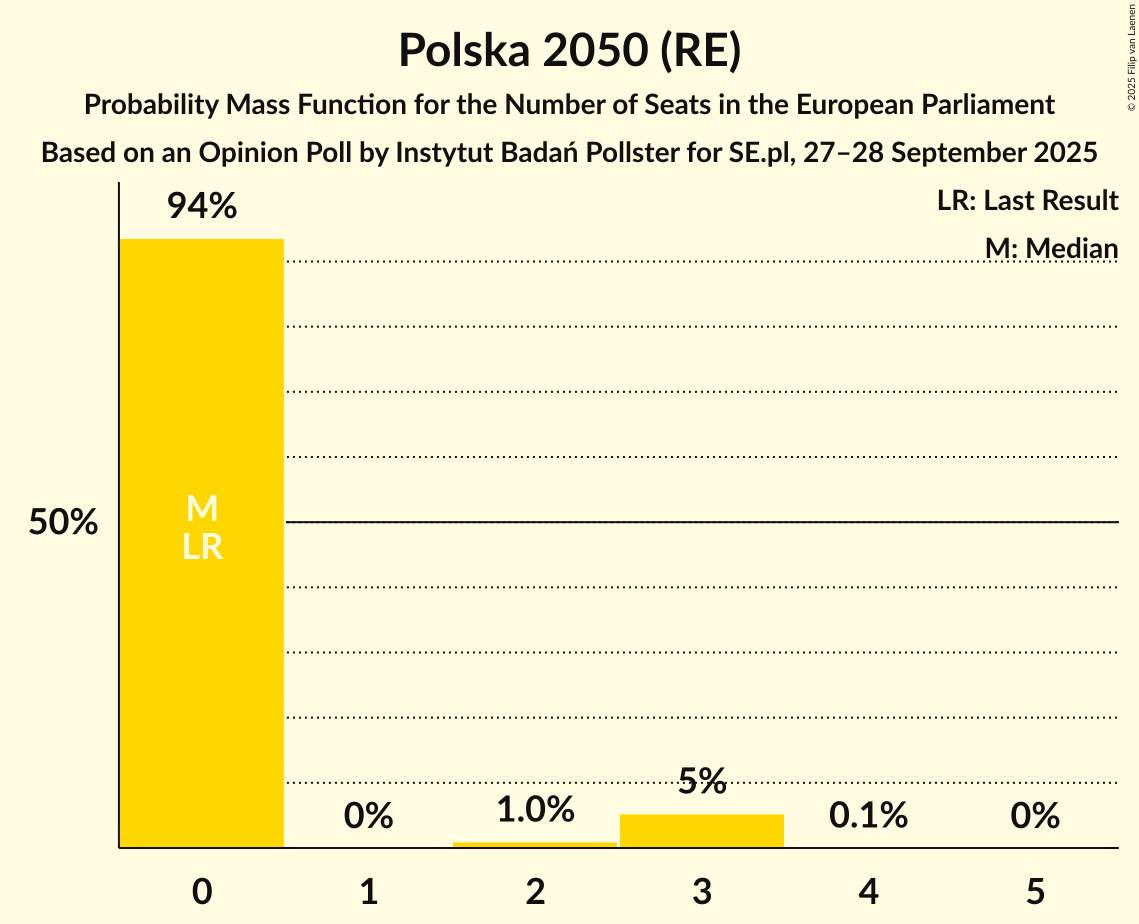 Polska 2050 (RE)
Probability Mass Function for the Number of Seats in the European Parliament
Based on an Opinion Poll by Instytut Badań Pollster for SE.pl, 27–28 September 2025
© 2025 Filip van Laenen
LR: Last Result
M: Median
94%
50%
M
LR
0%
1.0%
5%
0.1%
0%
0
1
2
3
4
5